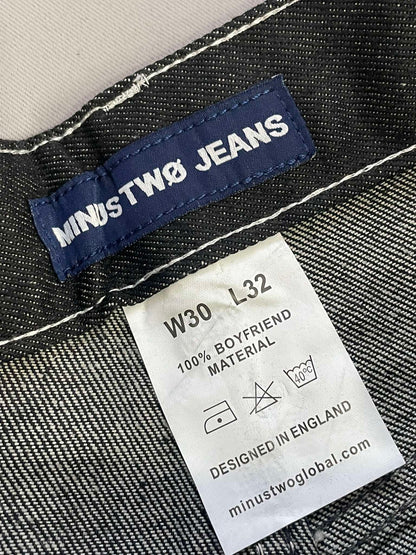 MINUSTWØ JEANS
W30 L32
100% BOYFRIEND
MATERIAL
40°C
DESIGNED IN ENGLAND
minustwoglobal.com